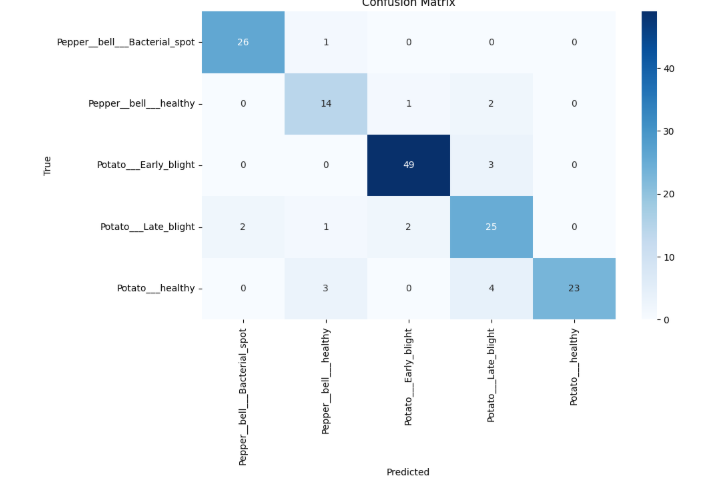 Confusion Matrix
Pepper__bell___Bacterial_spot 26 1 0 0 0
40
Pepper__bell___healthy 0 14 1 2 0
30
True
Potato___Early_blight 0 0 49 3 0
20
Potato___Late_blight 2 1 2 25 0
10
Potato___healthy 0 3 0 4 23
0
Pepper__bell___Bacterial_spot
Pepper__bell___healthy
Potato___Early_blight
Potato___Late_blight
Potato___healthy
Predicted